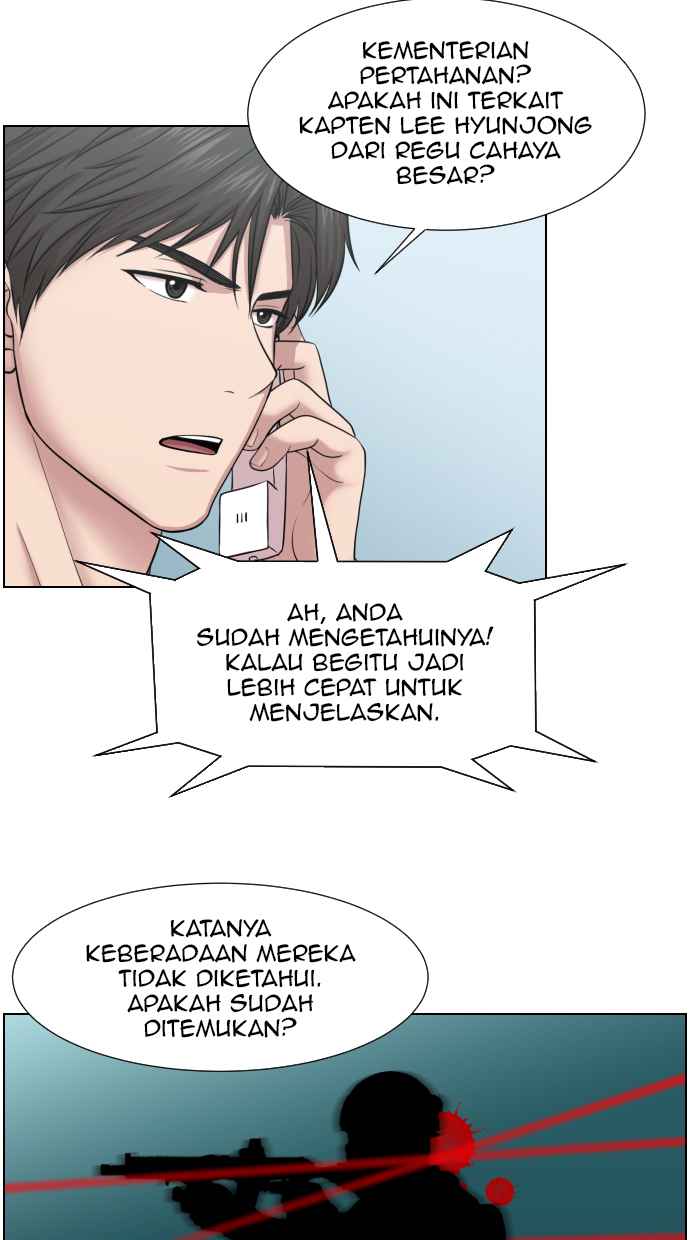 KEMENTERIAN
PERTAHANAN?
APAKAH INI TERKAIT
KAPTEN LEE HYUNJONG
DARI REGU CAHAYA
BESAR?
AH, ANDA
SUDAH MENGETAHUINYA!
KALAU BEGITU JADI
LEBIH CEPAT UNTUK
MENJELASKAN.
KATANYA
KEBERADAAN MEREKA
TIDAK DIKETAHUI.
APAKAH SUDAH
DITEMUKAN?